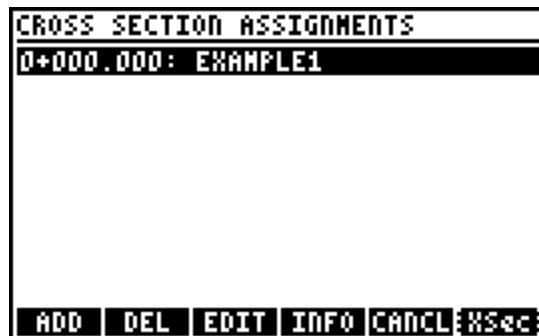 CROSS SECTION ASSIGNMENTS
0+000.000: EXAMPLE1
ADD DEL EDIT INFO CANCL XSec